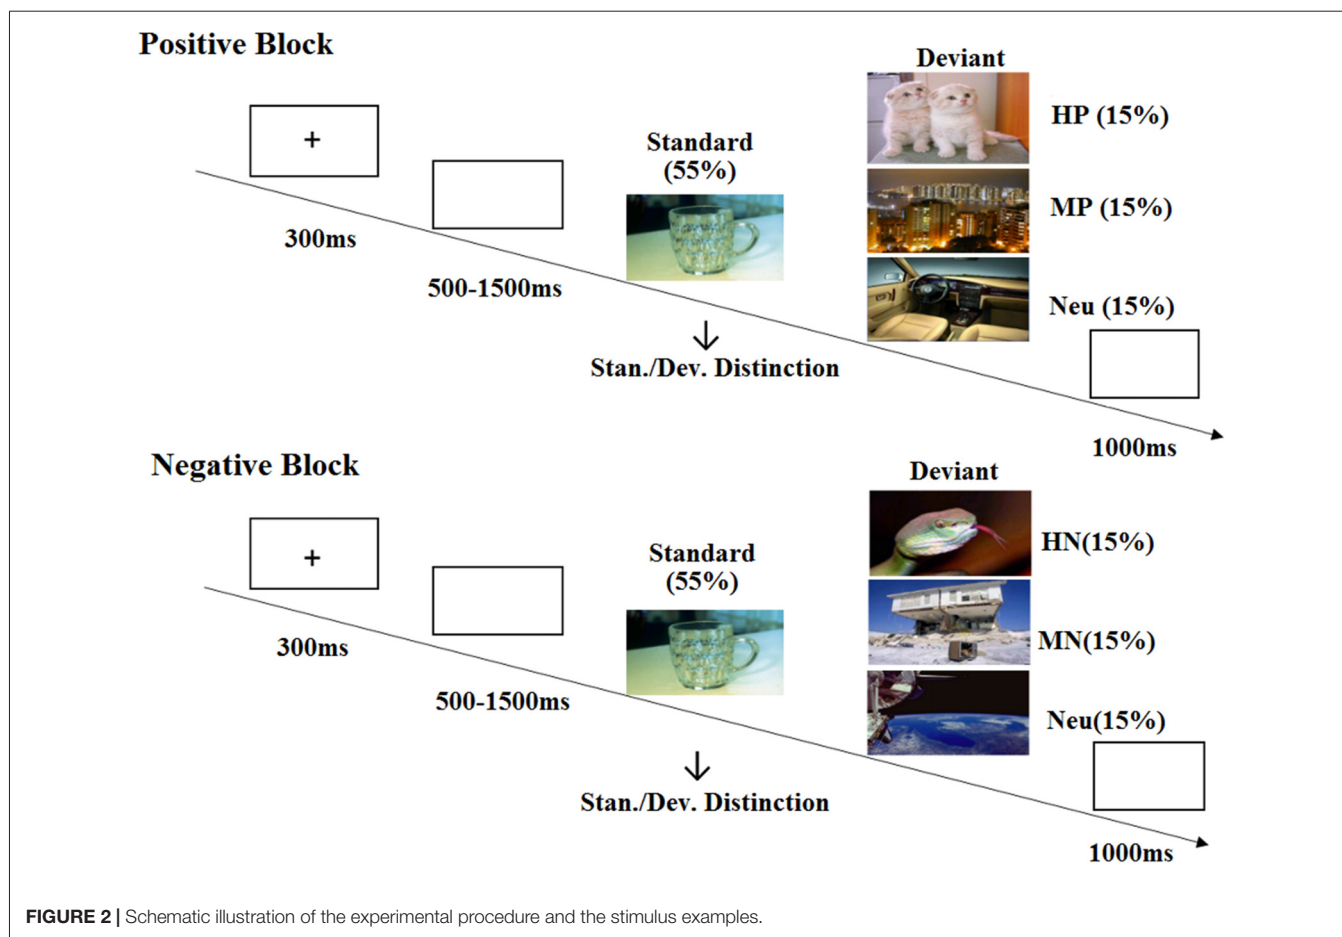 Positive Block
Deviant
HP (15%)
Standard
(55%)
MP (15%)
300ms
500-1500ms
Neu (15%)
Stan./Dev. Distinction
1000ms
Negative Block
Deviant
HN(15%)
Standard
(55%)
MN(15%)
300ms
500-1500ms
Neu(15%)
Stan./Dev. Distinction
1000ms
FIGURE 2 | Schematic illustration of the experimental procedure and the stimulus examples.